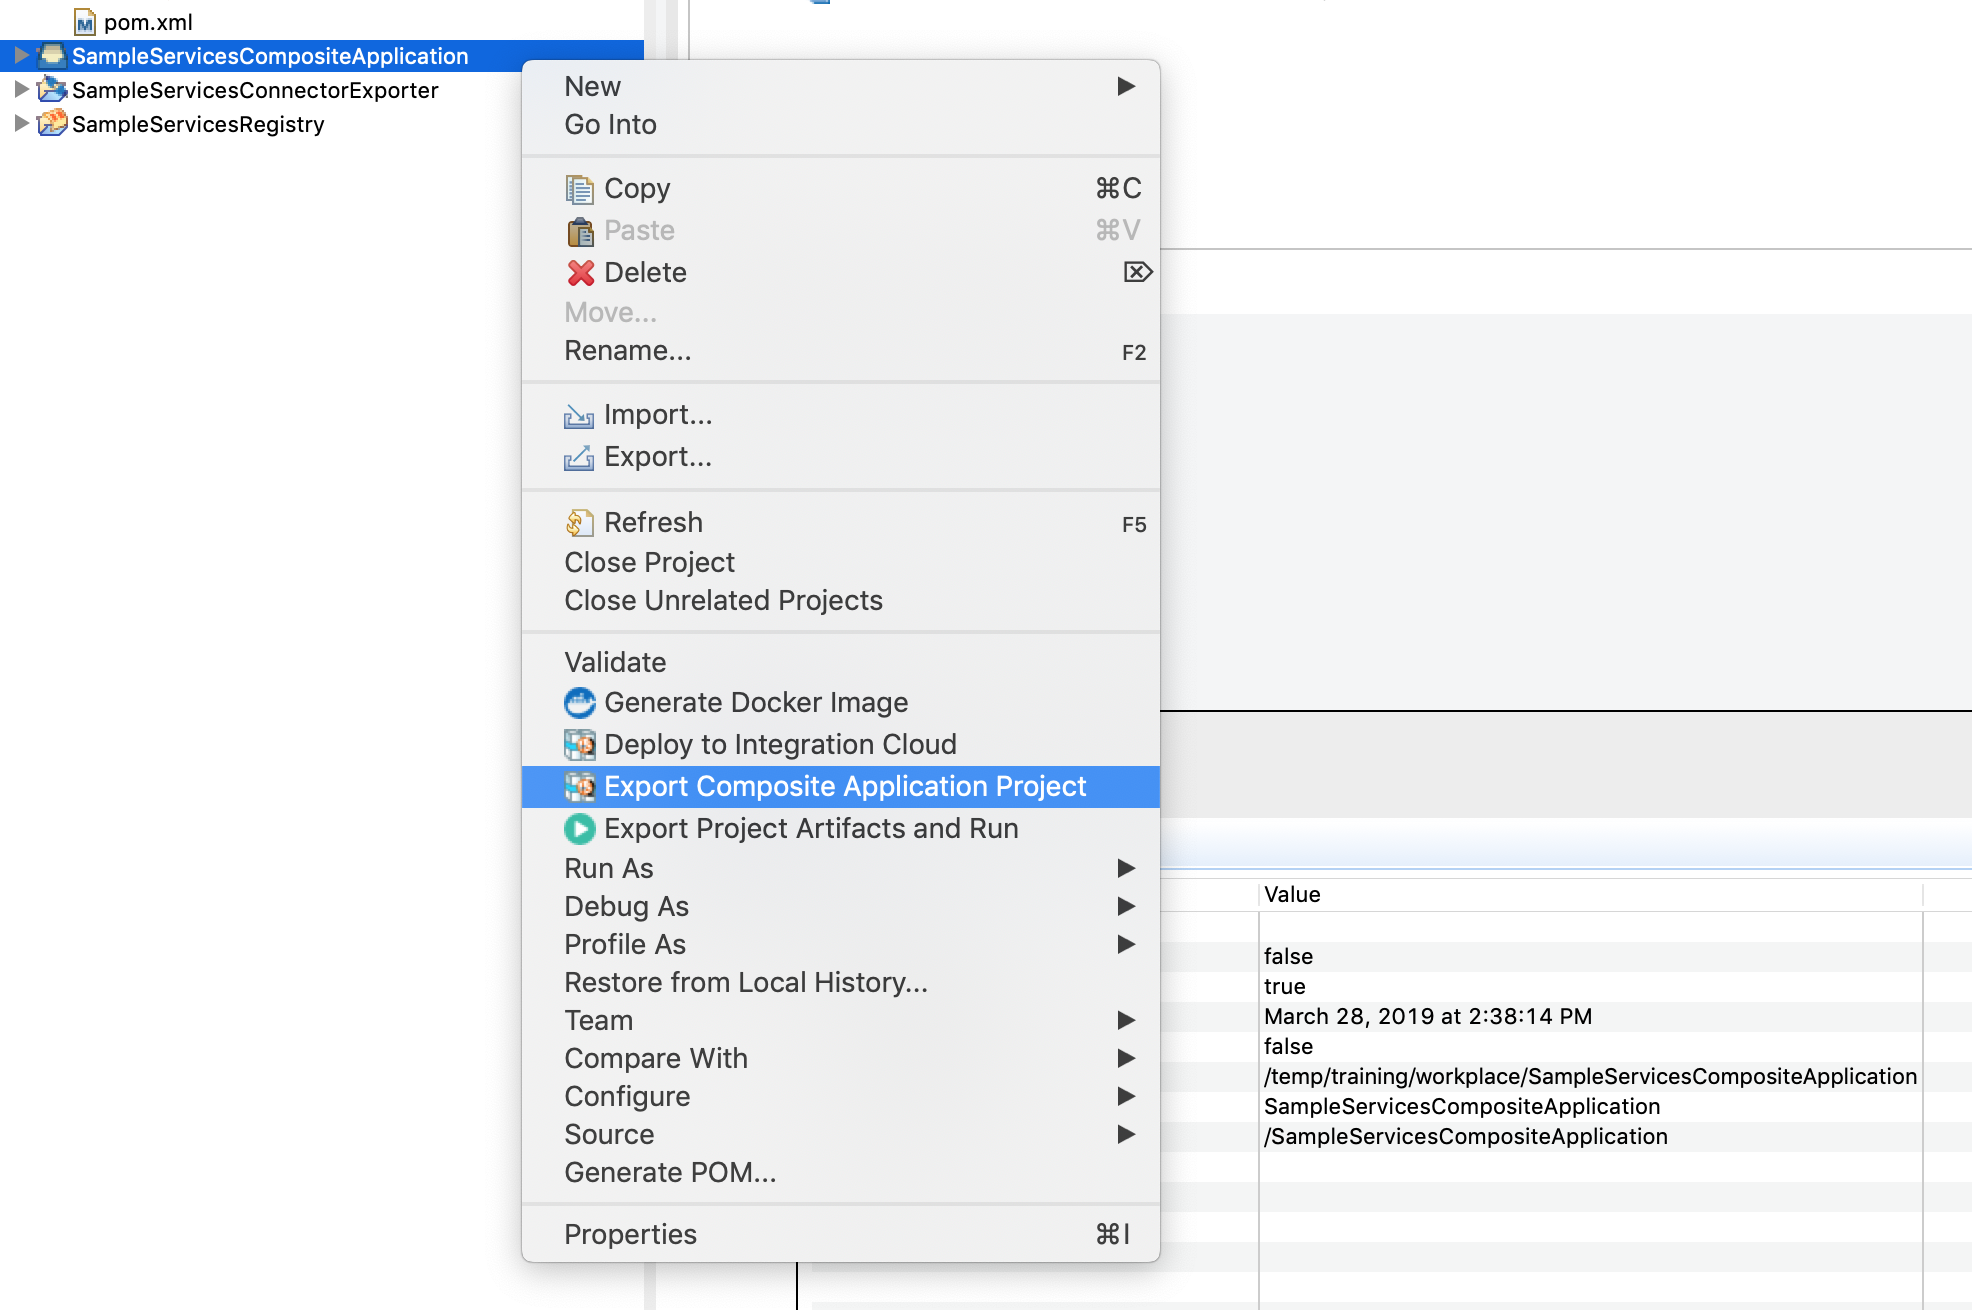 pom.xml
SampleServicesCompositeApplication
SampleServicesConnectorExporter
SampleServicesRegistry
New
Go Into
Copy ⌘C
Paste ⌘V
Delete ⌦
Move...
Rename... F2
Import...
Export...
Refresh F5
Close Project
Close Unrelated Projects
Validate
Generate Docker Image
Deploy to Integration Cloud
Export Composite Application Project
Export Project Artifacts and Run
Run As
Debug As
Profile As
Restore from Local History...
Team
Compare With
Configure
Source
Generate POM...
Properties ⌘I
Value
false
true
March 28, 2019 at 2:38:14 PM
false
/temp/training/workplace/SampleServicesCompositeApplication
SampleServicesCompositeApplication
/SampleServicesCompositeApplication